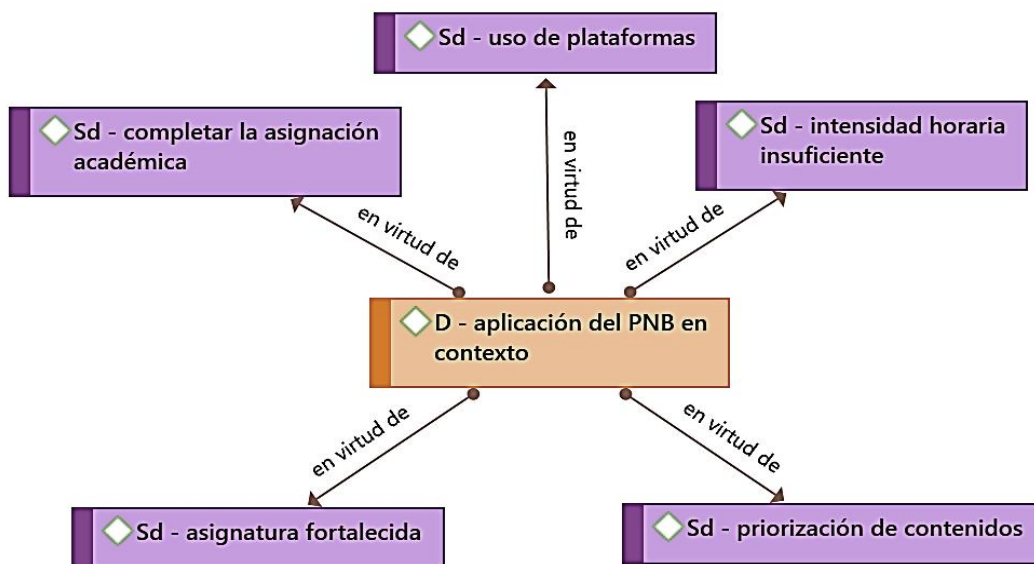 Sd - uso de plataformas
Sd - completar la asignación
académica
Sd - intensidad horaria
insuficiente
en virtud de
en virtud de
en virtud de
D - aplicación del PNB en
contexto
en virtud de
en virtud de
Sd - asignatura fortalecida
Sd - priorización de contenidos